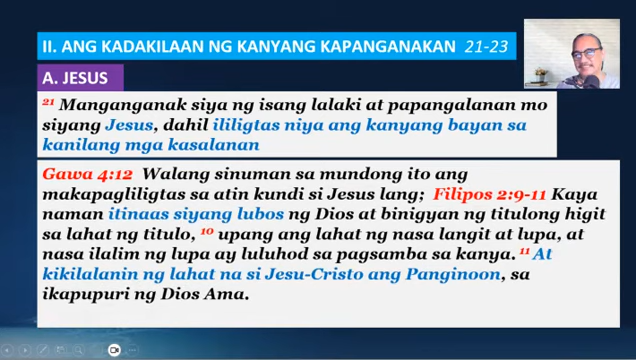 II. ANG KADAKILAAN NG KANYANG KAPANGANAKAN 21-23
A. JESUS
21 Manganganak siya ng isang lalaki at papangalanan mo
siyang Jesus, dahil ililigtas niya ang kanyang bayan sa
kanilang mga kasalanan
Gawa 4:12 Walang sinuman sa mundong ito ang
makapagliligtas sa atin kundi si Jesus lang; Filipos 2:9-11 Kaya
naman itinaas siyang lubos ng Dios at binigyan ng titulong higit
sa lahat ng titulo, 10 upang ang lahat ng nasa langit at lupa, at
nasa ilalim ng lupa ay luluhod sa pagsamba sa kanya. 11 At
kikilalanin ng lahat na si Jesu-Cristo ang Panginoon, sa
ikapupuri ng Dios Ama.